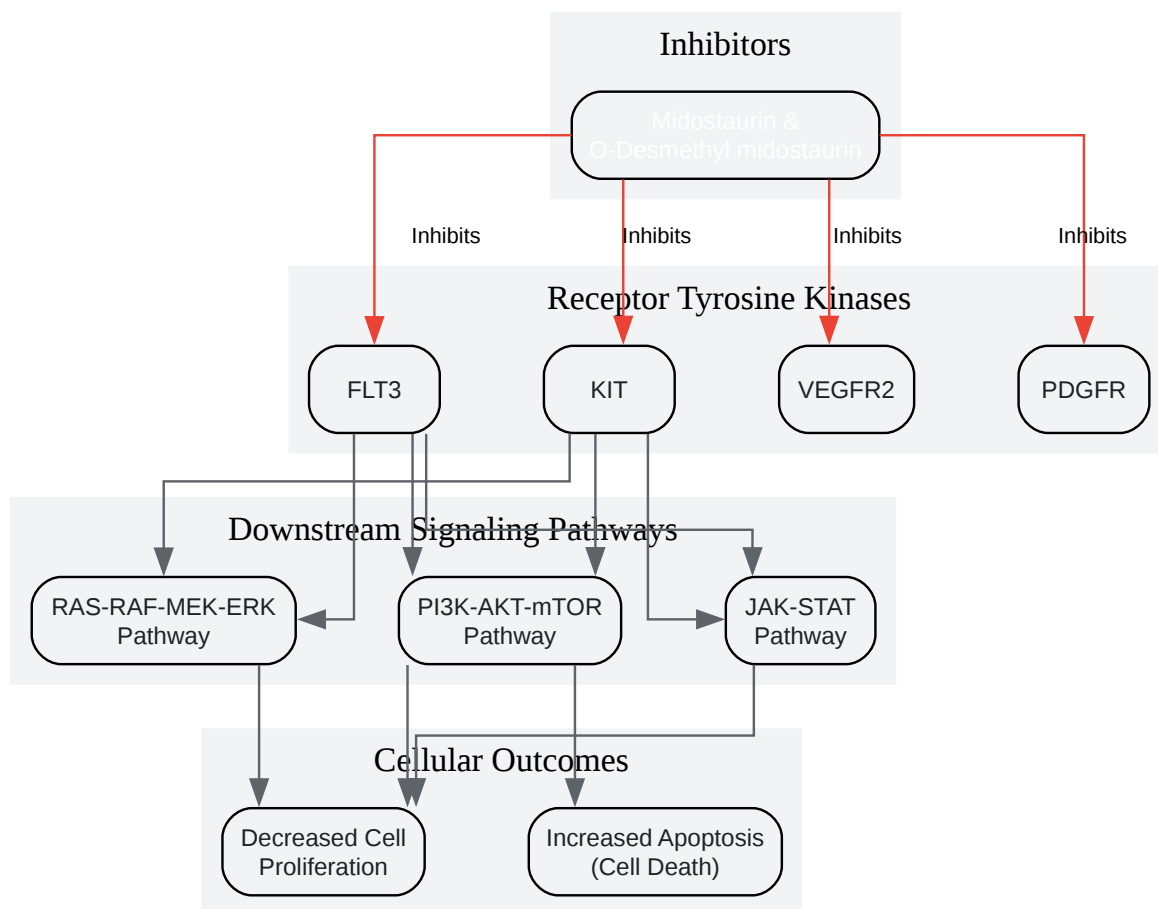 Inhibitors
Midostaurin &
O-Desmethyl midostaurin
Inhibits
Inhibits
Inhibits
Inhibits
Receptor Tyrosine Kinases
FLT3
KIT
VEGFR2
PDGFR
Downstream Signaling Pathways
RAS-RAF-MEK-ERK
Pathway
PI3K-AKT-mTOR
Pathway
JAK-STAT
Pathway
Cellular Outcomes
Decreased Cell
Proliferation
Increased Apoptosis
(Cell Death)